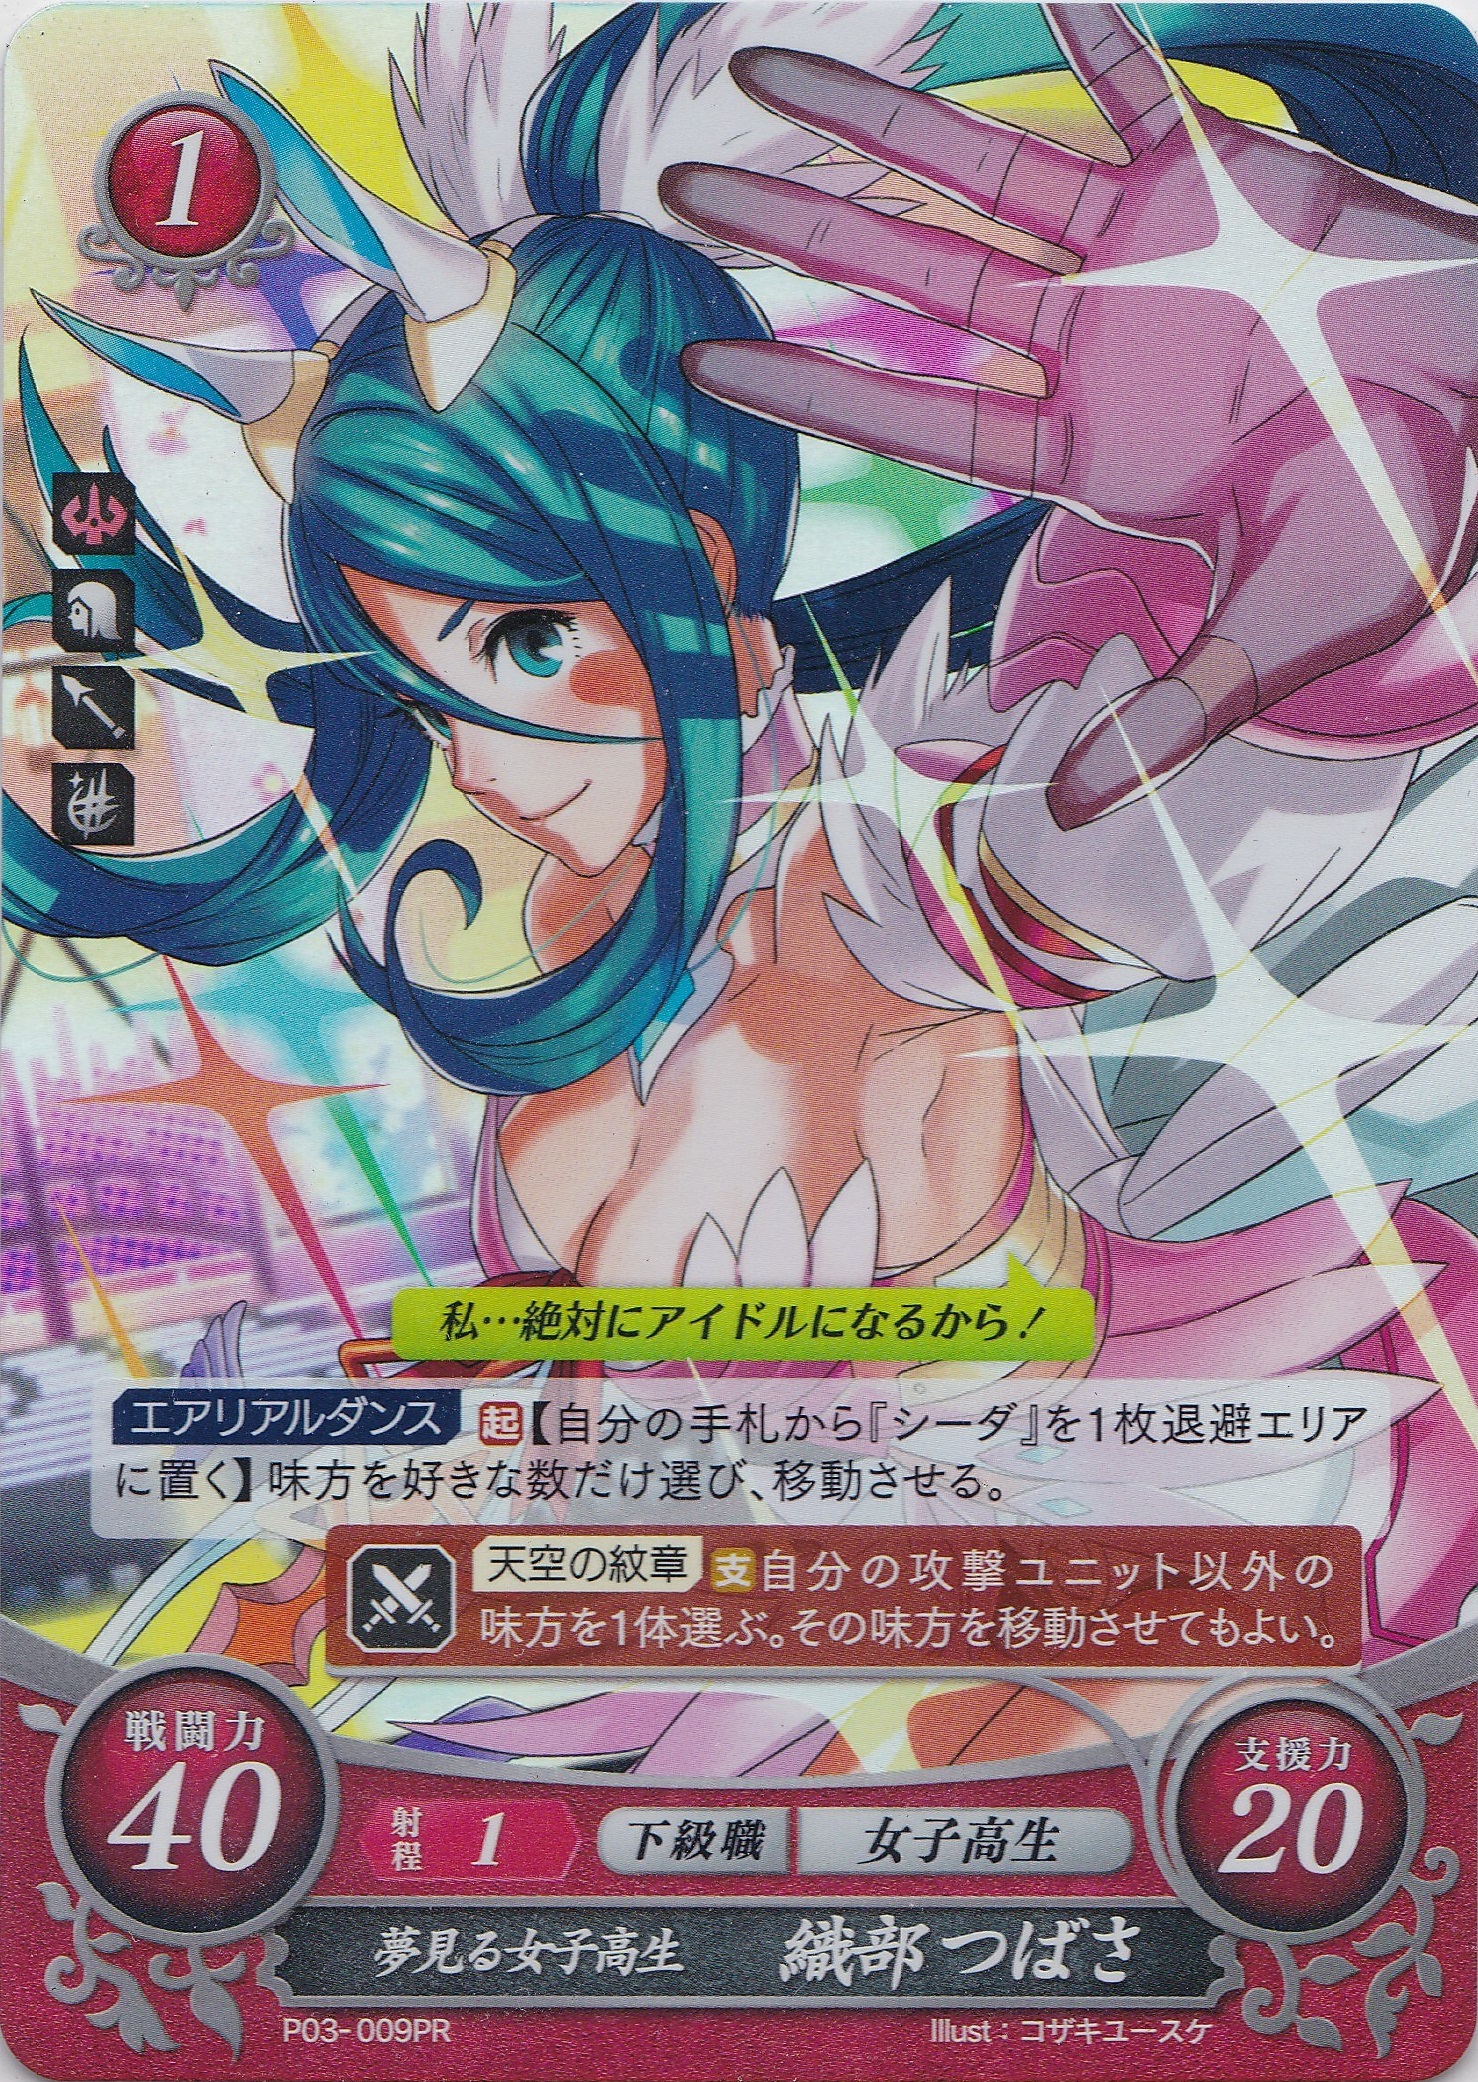 1
私…絶対にアイドルになるから!
エアリアルダンス 起【自分の手札から『シーダ』を1枚退避エリア
に置く】味方を好きな数だけ選び、移動させる。
天空の紋章 支 自分の攻撃ユニット以外の
味方を1体選ぶ。その味方を移動させてもよい。
戦闘力
40
射程 1
下級職 女子高生
支援力
20
夢見る女子高生 織部つばさ
P03-009PR Illust:コザキユースケ